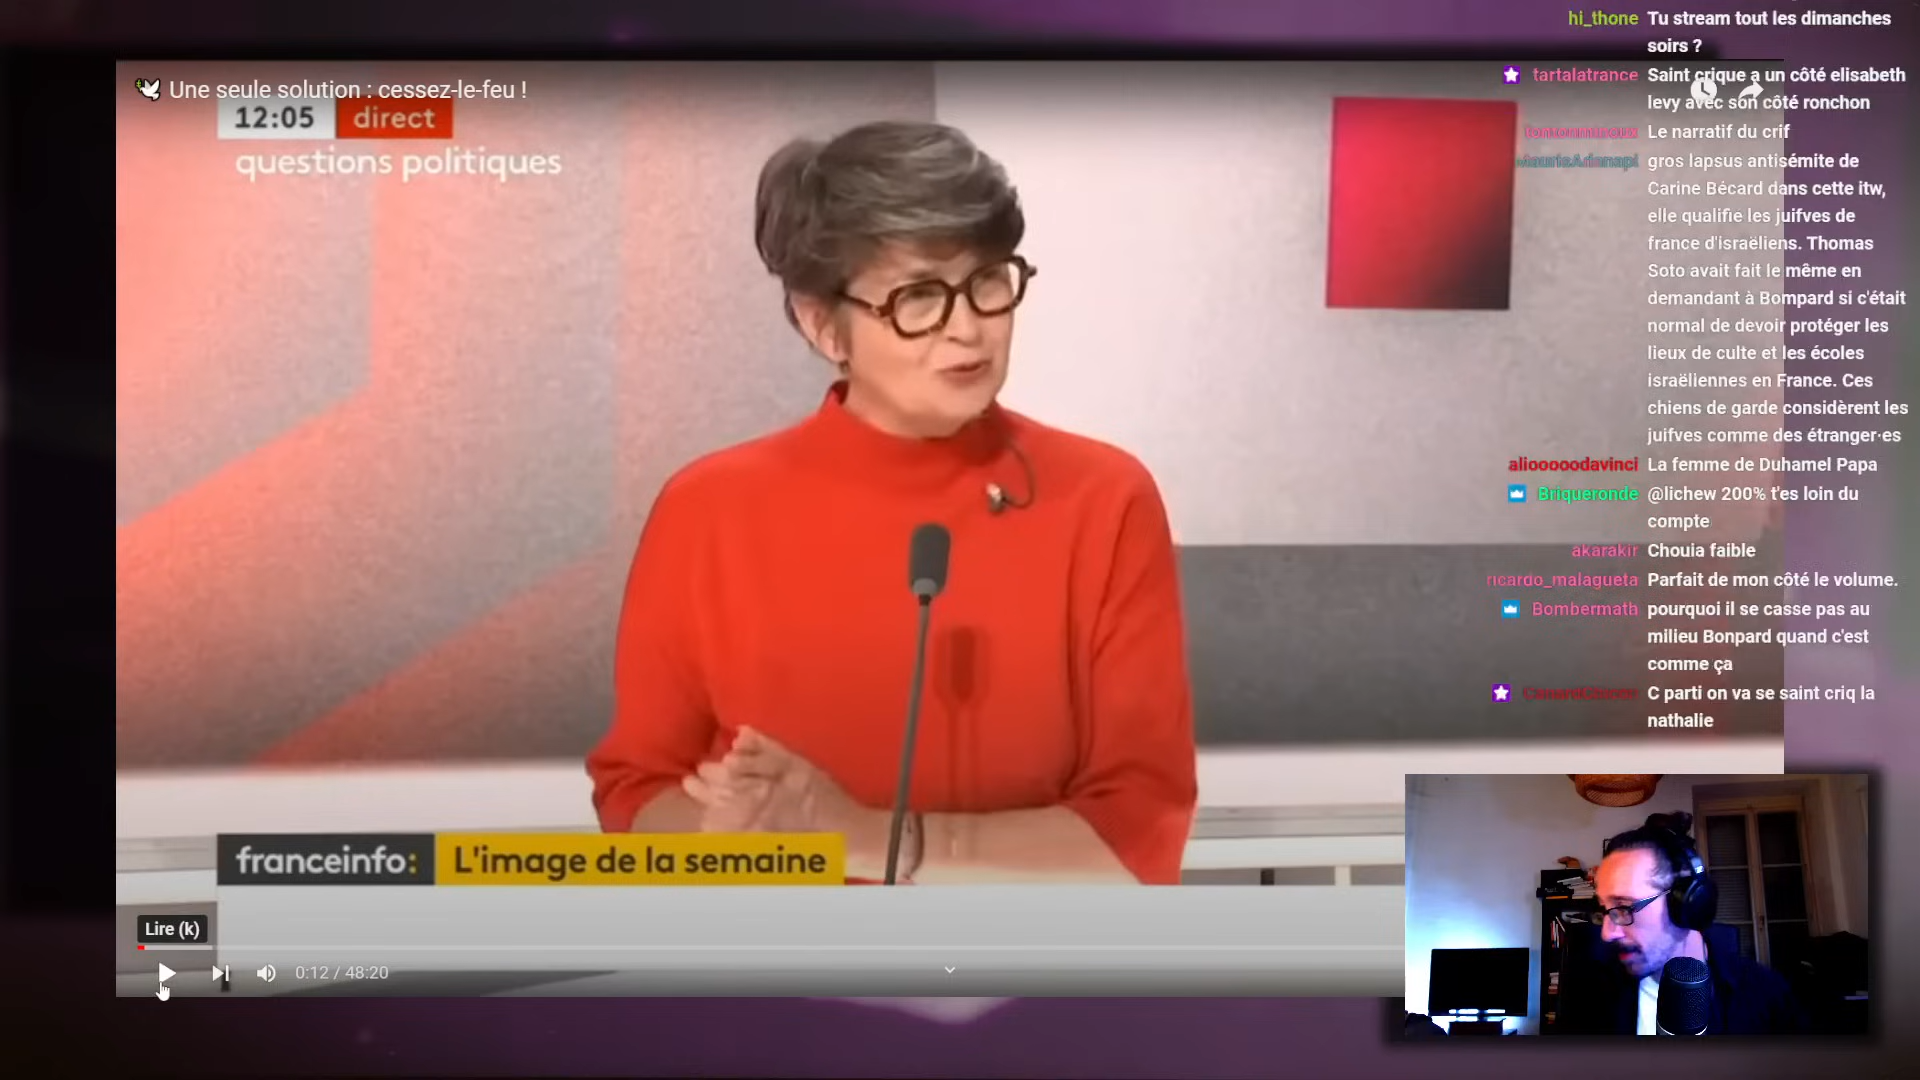 Une seule solution : cessez-le-feu !
12:05 direct
questions politiques
franceinfo: L'image de la semaine
Lire (k)
0:12 / 48:20
hi_thone Tu stream tout les dimanches
soirs ?
tartalatrance Saint crique a un côté elisabeth
levy avec son côté ronchon
Le narratif du crif
gros lapsus antisémite de
Carine Bécard dans cette itw,
elle qualifie les juifves de
france d'israëliens. Thomas
Soto avait fait le même en
demandant à Bompard si c'était
normal de devoir protéger les
lieux de culte et les écoles
israëliennes en France. Ces
chiens de garde considèrent les
juifves comme des étranger·es
aliooooodavinci La femme de Duhamel Papa
Briqueronde @lichew 200% t'es loin du
compte
akarakir Chouia faible
ricardo_malagueta Parfait de mon côté le volume.
Bombermath pourquoi il se casse pas au
milieu Bonpard quand c'est
comme ça
C parti on va se saint criq la
nathalie